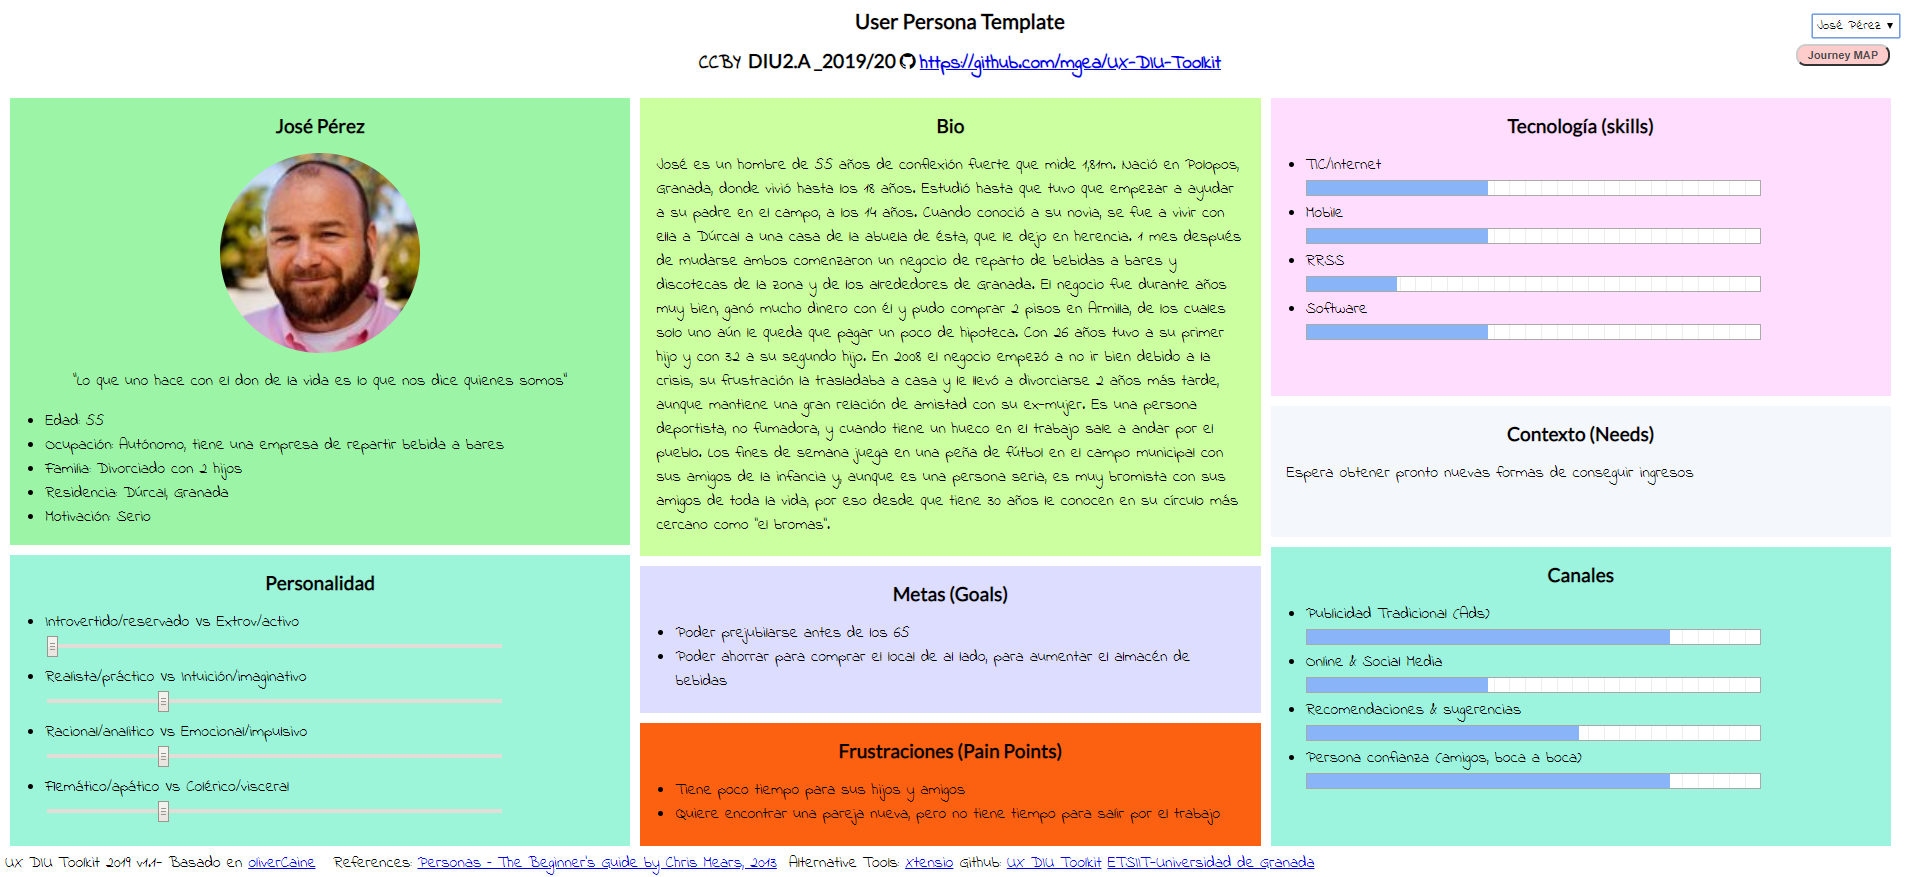 User Persona Template
José Pérez ▼
CCBY DIU2.A_2019/20 https://github.com/mgea/UX-DIU-Toolkit
Journey MAP
José Pérez
"Lo que uno hace con el don de la vida es lo que nos dice quienes somos"
Edad: 55
Ocupación: Autónomo, tiene una empresa de repartir bebida a bares
Familia: Divorciado con 2 hijos
Residencia: Dúrcal, Granada
Motivación: Serio
Personalidad
Introvertido/reservado Vs Extrov/activo
Realista/práctico Vs Intuición/imaginativo
Racional/analitico Vs Emocional/impulsivo
Flemático/apático Vs Colérico/visceral
Bio
José es un hombre de 55 años de conflexión fuerte que mide 1,81m. Nació en Polopos,
Granada, donde vivió hasta los 18 años. Estudió hasta que tuvo que empezar a ayudar
a su padre en el campo, a los 14 años. Cuando conoció a su novia, se fue a vivir con
ella a Dúrcal a una casa de la abuela de ésta, que le dejo en herencia. 1 mes después
de mudarse ambos comenzaron un negocio de reparto de bebidas a bares y
discotecas de la zona y de los alrededores de Granada. El negocio fue durante años
muy bien, ganó mucho dinero con él y pudo comprar 2 pisos en Armilla, de los cuales
solo uno aún le queda que pagar un poco de hipoteca. Con 26 años tuvo a su primer
hijo y con 32 a su segundo hijo. En 2008 el negocio empezó a no ir bien debido a la
crisis, su frustración la trasladaba a casa y le llevó a divorciarse 2 años más tarde,
aunque mantiene una gran relación de amistad con su ex-mujer. Es una persona
deportista, no fumadora, y cuando tiene un hueco en el trabajo sale a andar por el
pueblo. Los fines de semana juega en una peña de fútbol en el campo municipal con
sus amigos de la infancia y, aunque es una persona seria, es muy bromista con sus
amigos de toda la vida, por eso desde que tiene 30 años le conocen en su círculo más
cercano como "el bromas".
Metas (Goals)
Poder prejubilarse antes de los 65
Poder ahorrar para comprar el local de al lado, para aumentar el almacén de
bebidas
Frustraciones (Pain Points)
Tiene poco tiempo para sus hijos y amigos
Quiere encontrar una pareja nueva, pero no tiene tiempo para salir por el trabajo
Tecnología (skills)
TIC/Internet
Mobile
RRSS
Software
Contexto (Needs)
Espera obtener pronto nuevas formas de conseguir ingresos
Canales
Publicidad Tradicional (Ads)
Online & Social Media
Recomendaciones & sugerencias
Persona confianza (amigos, boca a boca)
UX DIU Toolkit 2019 v1.1- Basado en oliverCaine References: Personas - The Beginner's Guide by Chris Mears, 2013 Alternative Tools: Xtensio Github: UX DIU Toolkit ETSIIT-Universidad de Granada